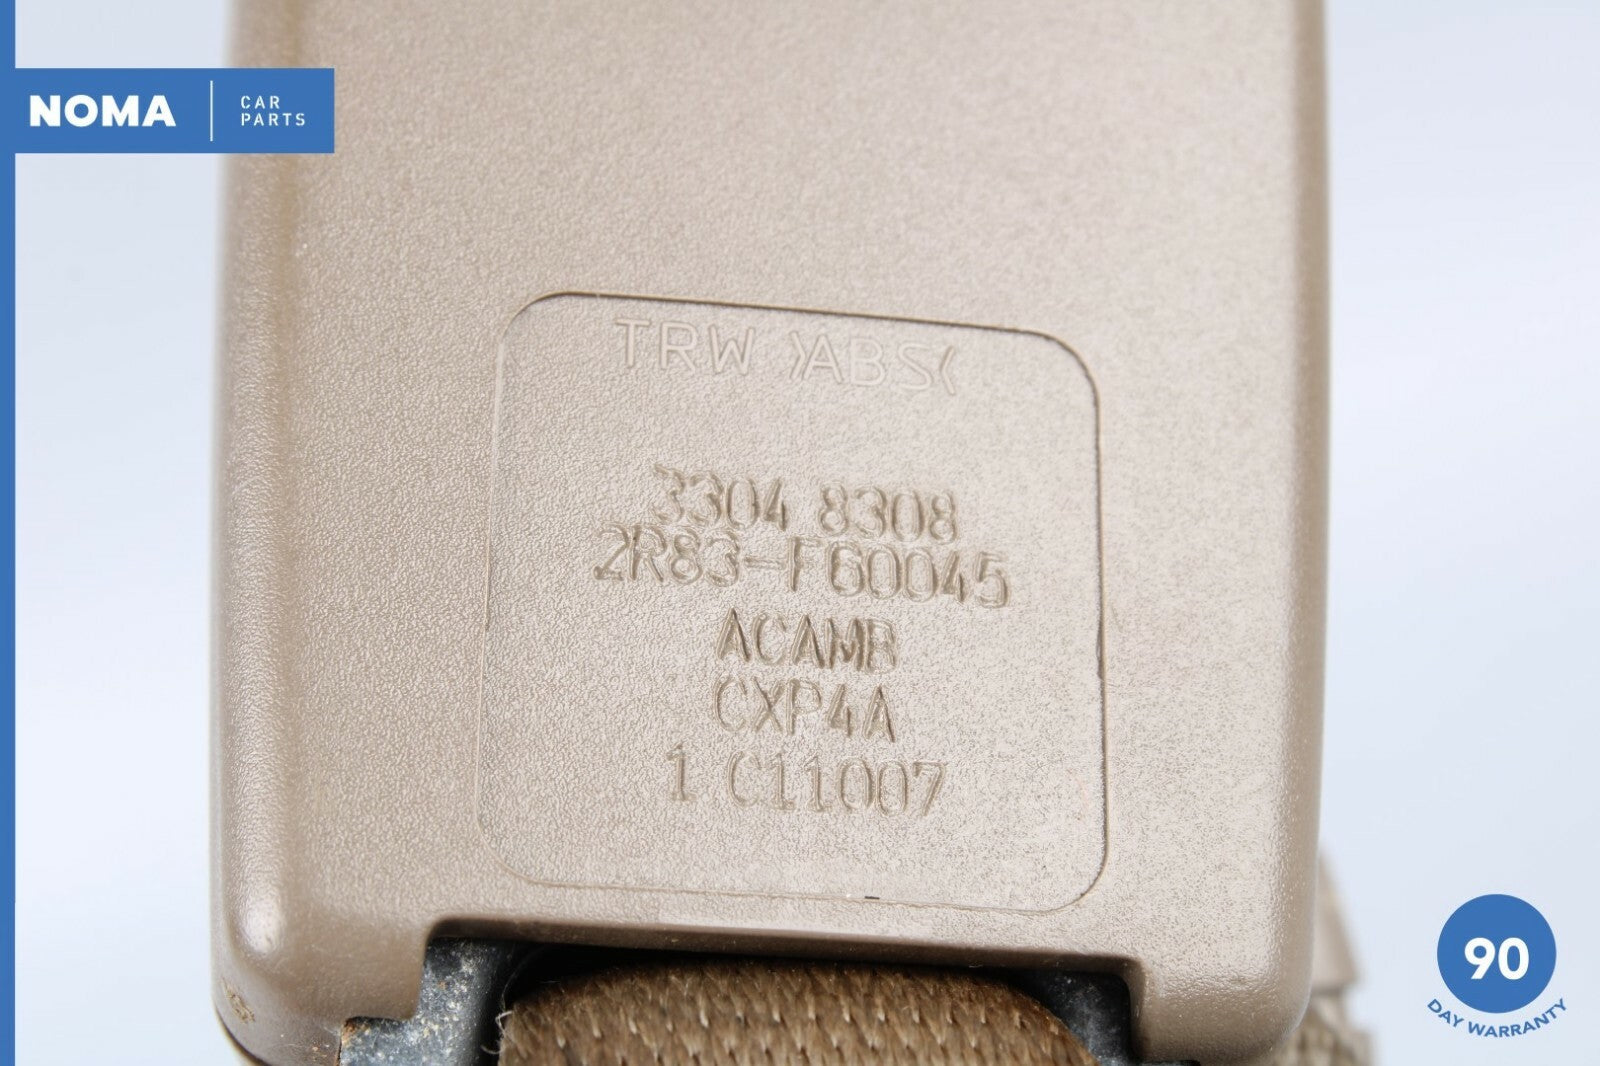 NOMA
CAR
PARTS
TRW >ABS<
3304 8308
2R83-F60045
ACAMB
CXP4A
1 C11007
90
DAY WARRANTY